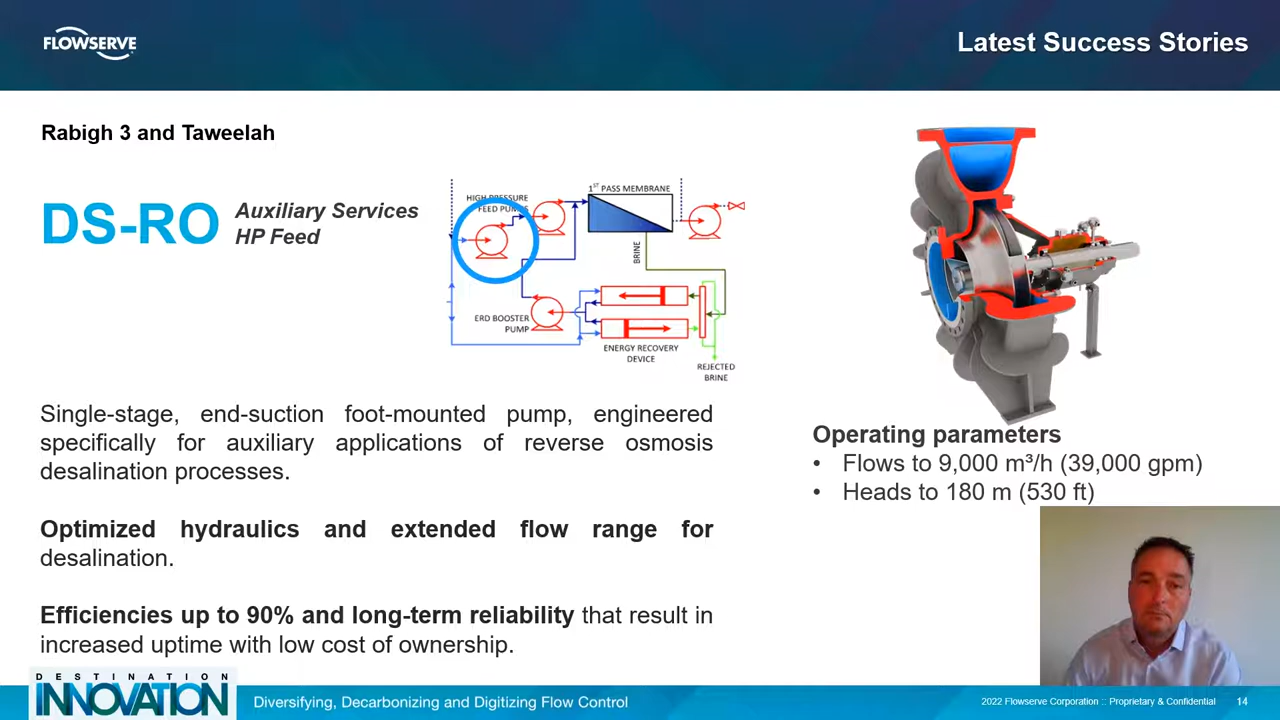 FLOWSERVE
Latest Success Stories
Rabigh 3 and Taweelah
DS-RO
Auxiliary Services
HP Feed
HIGH PRESSURE
FEED PUMPS
1ST PASS MEMBRANE
BRINE
ERD BOOSTER
PUMP
ENERGY RECOVERY
DEVICE
REJECTED
BRINE
Single-stage, end-suction foot-mounted pump, engineered
specifically for auxiliary applications of reverse osmosis
desalination processes.
Optimized hydraulics and extended flow range for
desalination.
Efficiencies up to 90% and long-term reliability that result in
increased uptime with low cost of ownership.
Operating parameters
• Flows to 9,000 m³/h (39,000 gpm)
• Heads to 180 m (530 ft)
DESTINATION
INNOVATION
Diversifying, Decarbonizing and Digitizing Flow Control
2022 Flowserve Corporation :: Proprietary & Confidential
14